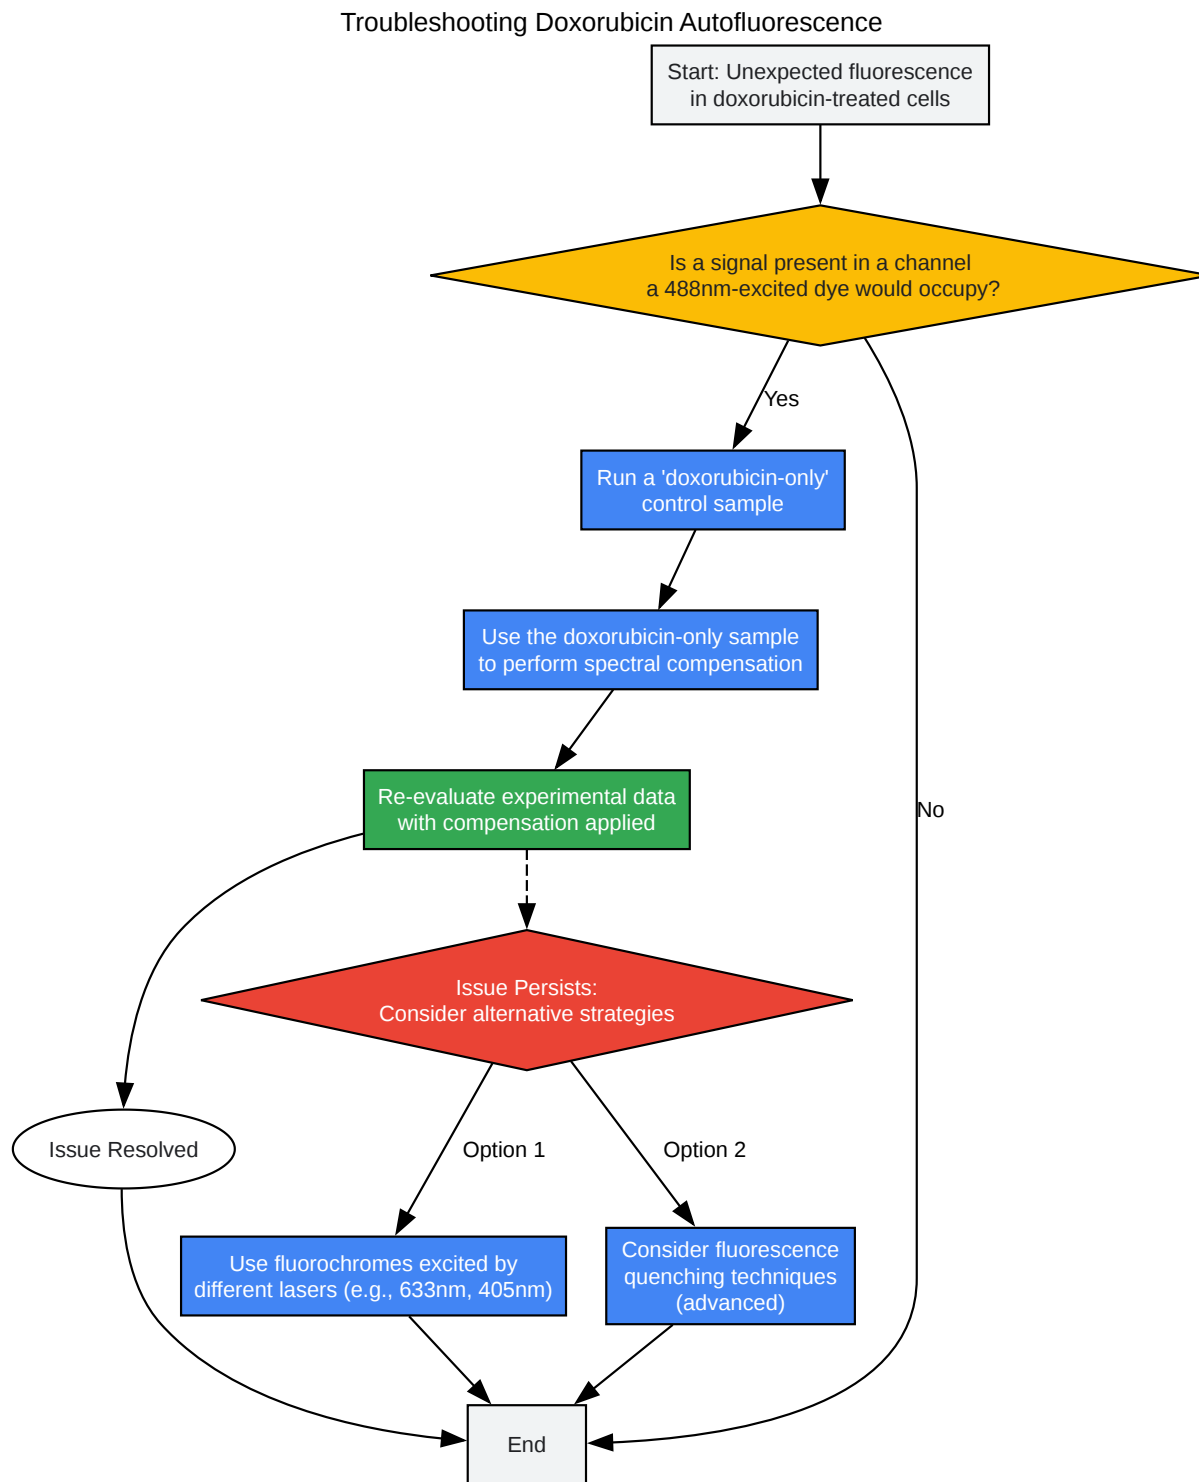 Troubleshooting Doxorubicin Autofluorescence
Start: Unexpected fluorescence
in doxorubicin-treated cells
Is a signal present in a channel
a 488nm-excited dye would occupy?
Yes
Run a 'doxorubicin-only'
control sample
Use the doxorubicin-only sample
to perform spectral compensation
Re-evaluate experimental data
with compensation applied
No
Issue Persists:
Consider alternative strategies
Issue Resolved
Option 1
Option 2
Use fluorochromes excited by
different lasers (e.g., 633nm, 405nm)
Consider fluorescence
quenching techniques
(advanced)
End